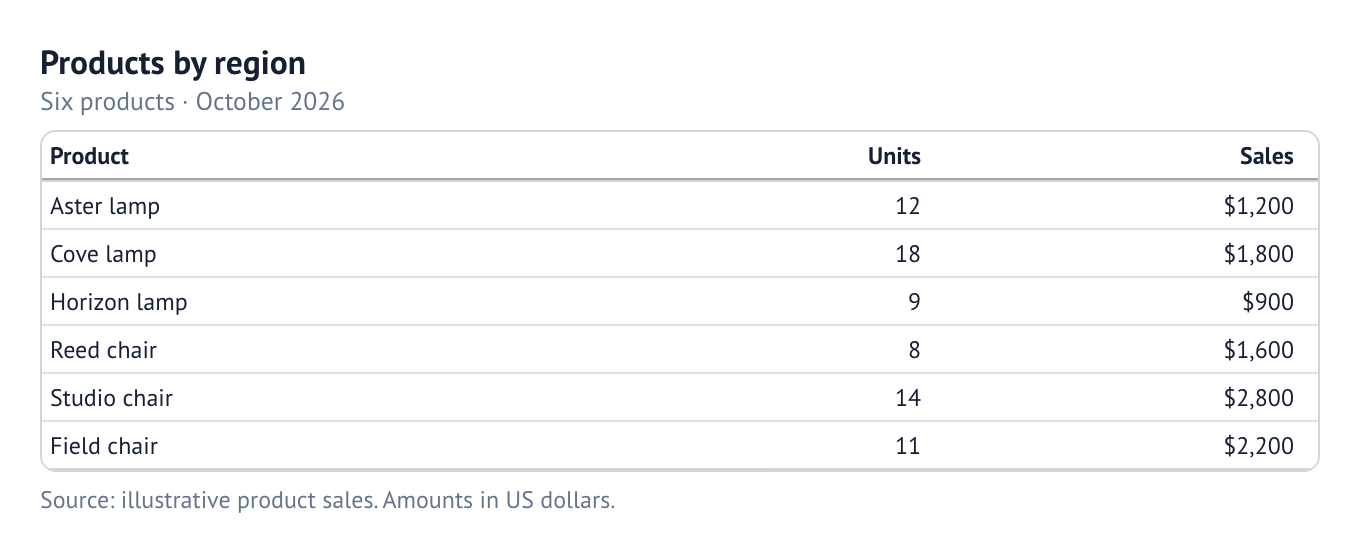 Products by region
Six products · October 2026
Product Units Sales
Aster lamp 12 $1,200
Cove lamp 18 $1,800
Horizon lamp 9 $900
Reed chair 8 $1,600
Studio chair 14 $2,800
Field chair 11 $2,200
Source: illustrative product sales. Amounts in US dollars.